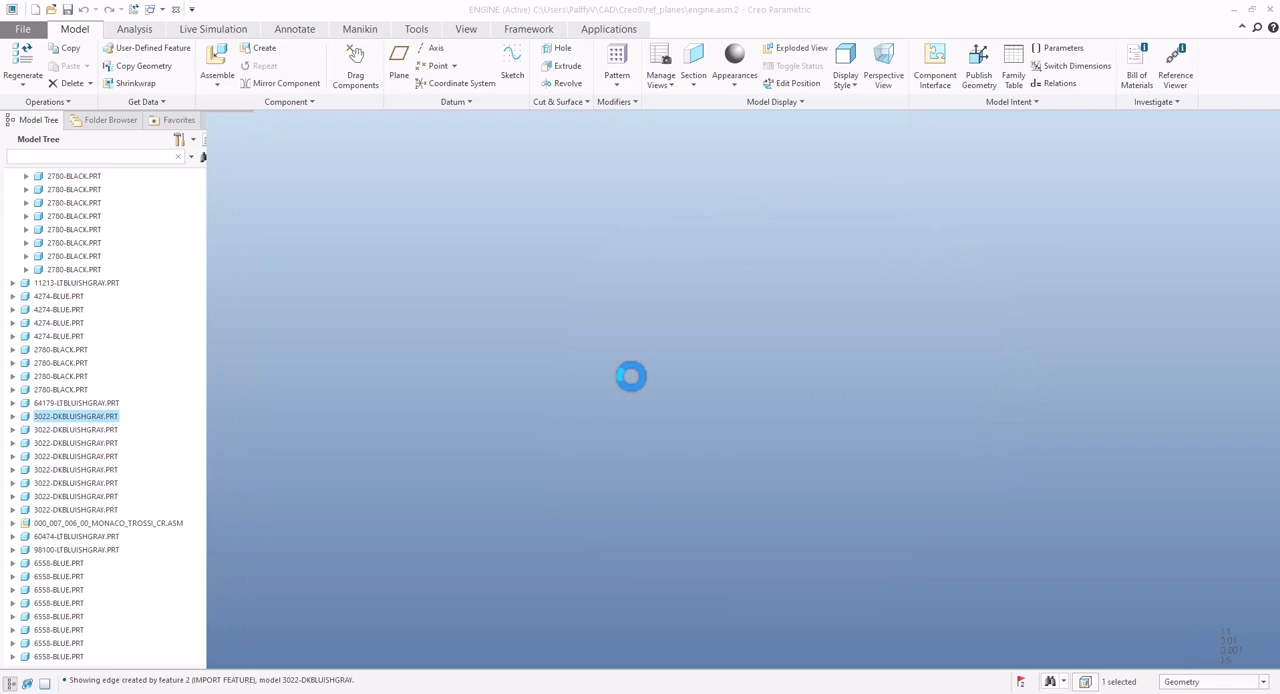 ENGINE (Active) C:\Users\PalffyV\CAD\Creo8\ref_planes\engine.asm.2 - Creo Parametric
File Model Analysis Live Simulation Annotate Manikin Tools View Framework Applications
Copy User-Defined Feature Create Axis Hole Exploded View Parameters
Paste Copy Geometry Repeat Point Extrude Toggle Status Switch Dimensions
Regenerate Delete Shrinkwrap Assemble Mirror Component Drag Components Plane Coordinate System Sketch Revolve Pattern Manage Views Section Appearances Edit Position Display Style Perspective View Component Interface Publish Geometry Family Table Relations Bill of Materials Reference Viewer
Operations Get Data Component Datum Cut & Surface Modifiers Model Display Model Intent Investigate
Model Tree Folder Browser Favorites
Model Tree
2780-BLACK.PRT
2780-BLACK.PRT
2780-BLACK.PRT
2780-BLACK.PRT
2780-BLACK.PRT
2780-BLACK.PRT
2780-BLACK.PRT
2780-BLACK.PRT
11213-LTBLUISHGRAY.PRT
4274-BLUE.PRT
4274-BLUE.PRT
4274-BLUE.PRT
4274-BLUE.PRT
2780-BLACK.PRT
2780-BLACK.PRT
2780-BLACK.PRT
2780-BLACK.PRT
64179-LTBLUISHGRAY.PRT
3022-DKBLUISHGRAY.PRT
3022-DKBLUISHGRAY.PRT
3022-DKBLUISHGRAY.PRT
3022-DKBLUISHGRAY.PRT
3022-DKBLUISHGRAY.PRT
3022-DKBLUISHGRAY.PRT
3022-DKBLUISHGRAY.PRT
3022-DKBLUISHGRAY.PRT
000_007_006_00_MONACO_TROSSI_CR.ASM
60474-LTBLUISHGRAY.PRT
98100-LTBLUISHGRAY.PRT
6558-BLUE.PRT
6558-BLUE.PRT
6558-BLUE.PRT
6558-BLUE.PRT
6558-BLUE.PRT
6558-BLUE.PRT
6558-BLUE.PRT
6558-BLUE.PRT
Showing edge created by feature 2 (IMPORT FEATURE), model 3022-DKBLUISHGRAY.
1 selected Geometry